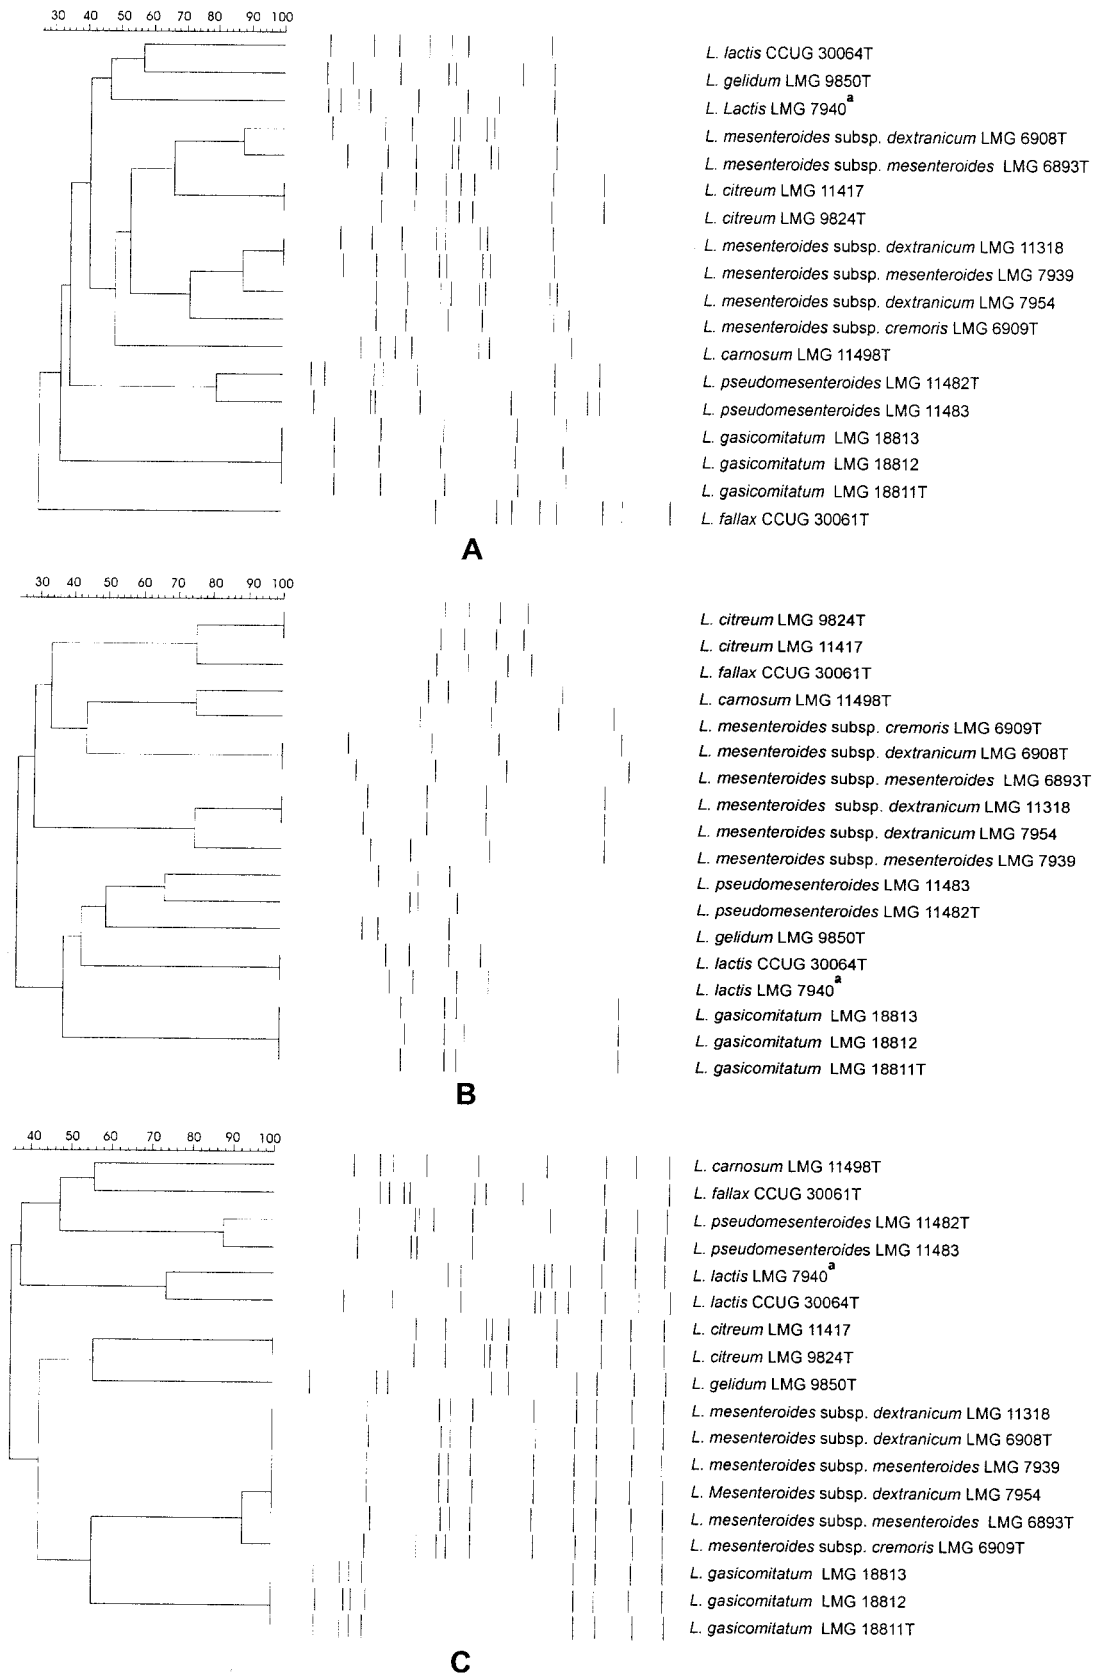 30 40 50 60 70 80 90 100
L. lactis CCUG 30064T
L. gelidum LMG 9850T
L. Lactis LMG 7940a
L. mesenteroides subsp. dextranicum LMG 6908T
L. mesenteroides subsp. mesenteroides LMG 6893T
L. citreum LMG 11417
L. citreum LMG 9824T
L. mesenteroides subsp. dextranicum LMG 11318
L. mesenteroides subsp. mesenteroides LMG 7939
L. mesenteroides subsp. dextranicum LMG 7954
L. mesenteroides subsp. cremoris LMG 6909T
L. carnosum LMG 11498T
L. pseudomesenteroides LMG 11482T
L. pseudomesenteroides LMG 11483
L. gasicomitatum LMG 18813
L. gasicomitatum LMG 18812
L. gasicomitatum LMG 18811T
L. fallax CCUG 30061T
A
30 40 50 60 70 80 90 100
L. citreum LMG 9824T
L. citreum LMG 11417
L. fallax CCUG 30061T
L. carnosum LMG 11498T
L. mesenteroides subsp. cremoris LMG 6909T
L. mesenteroides subsp. dextranicum LMG 6908T
L. mesenteroides subsp. mesenteroides LMG 6893T
L. mesenteroides subsp. dextranicum LMG 11318
L. mesenteroides subsp. dextranicum LMG 7954
L. mesenteroides subsp. mesenteroides LMG 7939
L. pseudomesenteroides LMG 11483
L. pseudomesenteroides LMG 11482T
L. gelidum LMG 9850T
L. lactis CCUG 30064T
L. lactis LMG 7940a
L. gasicomitatum LMG 18813
L. gasicomitatum LMG 18812
L. gasicomitatum LMG 18811T
B
40 50 60 70 80 90 100
L. carnosum LMG 11498T
L. fallax CCUG 30061T
L. pseudomesenteroides LMG 11482T
L. pseudomesenteroides LMG 11483
L. lactis LMG 7940a
L. lactis CCUG 30064T
L. citreum LMG 11417
L. citreum LMG 9824T
L. gelidum LMG 9850T
L. mesenteroides subsp. dextranicum LMG 11318
L. mesenteroides subsp. dextranicum LMG 6908T
L. mesenteroides subsp. mesenteroides LMG 7939
L. Mesenteroides subsp. dextranicum LMG 7954
L. mesenteroides subsp. mesenteroides LMG 6893T
L. mesenteroides subsp. cremoris LMG 6909T
L. gasicomitatum LMG 18813
L. gasicomitatum LMG 18812
L. gasicomitatum LMG 18811T
C